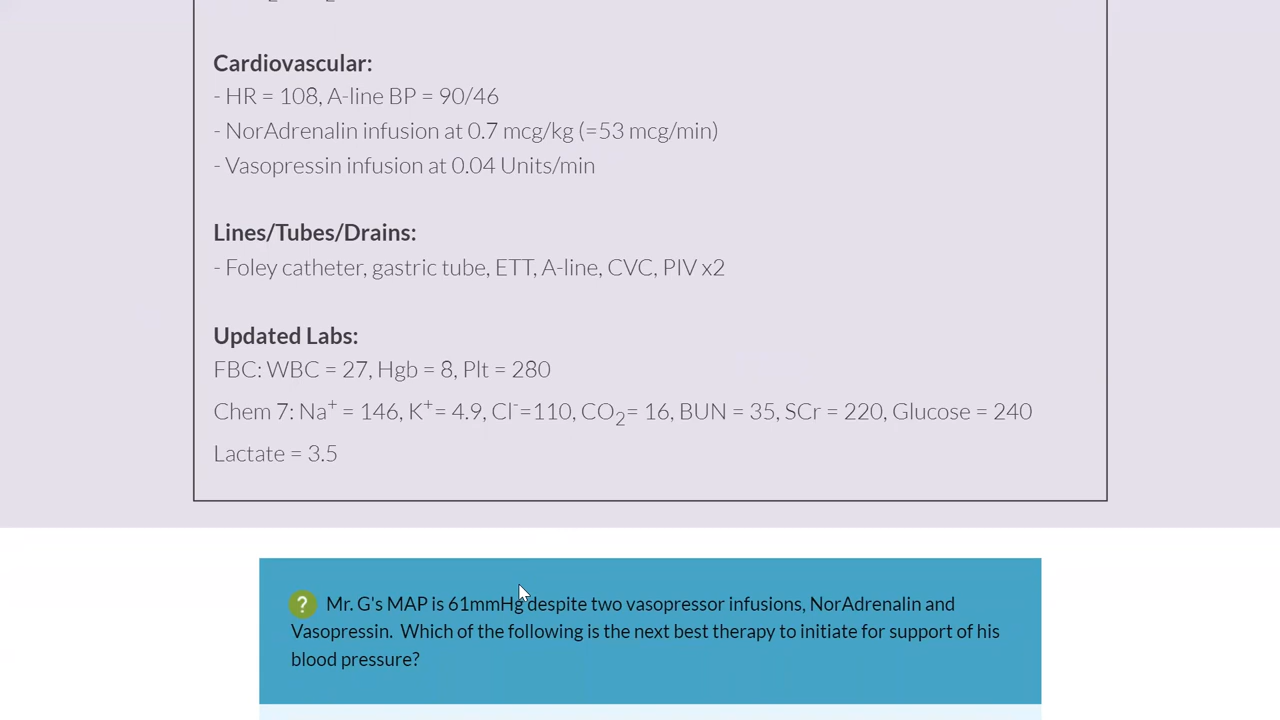 Cardiovascular:
- HR = 108, A-line BP = 90/46
- NorAdrenalin infusion at 0.7 mcg/kg (=53 mcg/min)
- Vasopressin infusion at 0.04 Units/min
Lines/Tubes/Drains:
- Foley catheter, gastric tube, ETT, A-line, CVC, PIV x2
Updated Labs:
FBC: WBC = 27, Hgb = 8, Plt = 280
Chem 7: Na⁺ = 146, K⁺= 4.9, Cl⁻=110, CO₂= 16, BUN = 35, SCr = 220, Glucose = 240
Lactate = 3.5
? Mr. G's MAP is 61mmHg despite two vasopressor infusions, NorAdrenalin and
Vasopressin. Which of the following is the next best therapy to initiate for support of his
blood pressure?